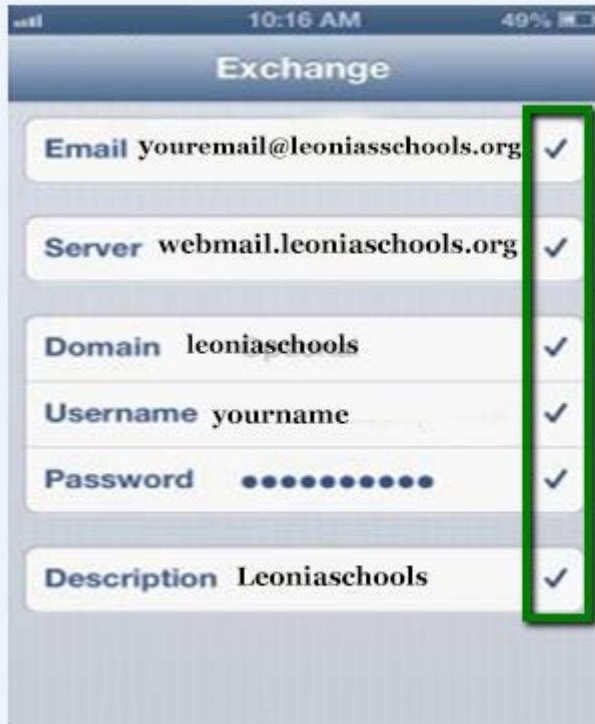 10:16 AM 49%
Exchange
Email youremail@leoniasschools.org
Server webmail.leoniaschools.org
Domain leoniaschools
Username yourname
Password ••••••••••
Description Leoniaschools